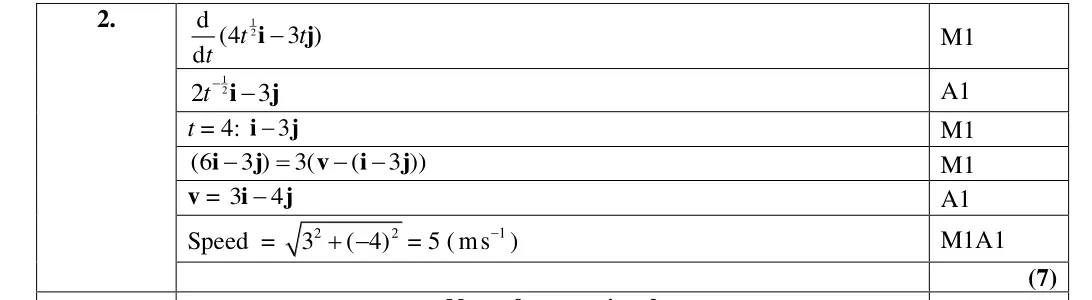 2.
d/dt (4t^{1/2}i − 3tj) M1
2t^{−1/2}i − 3j A1
t = 4: i − 3j M1
(6i − 3j) = 3(v − (i − 3j)) M1
v = 3i − 4j A1
Speed = √(3² + (−4)²) = 5 ( m s⁻¹ ) M1A1
(7)